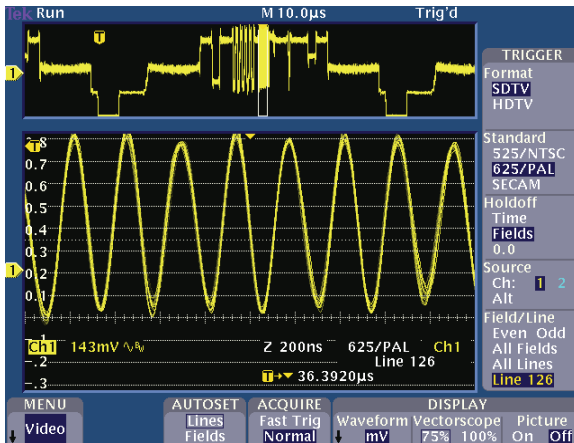 Tek Run M 10.0µs Trig'd
T
1
TRIGGER
Format
SDTV
HDTV
Standard
525/NTSC
625/PAL
SECAM
Holdoff
Time
Fields
0.0
Source
Ch: 1 2
Alt
Field/Line
Even Odd
All Fields
All Lines
Line 126
T
0.8
0.7
0.6
0.5
0.4
0.3
1
0.2
0.1
-.1
-.2
-.3
Ch1 143mV Z 200ns 625/PAL Ch1
Line 126
T→▼ 36.3920µs
MENU AUTOSET ACQUIRE DISPLAY
Video Lines Fast Trig Waveform Vectorscope Picture
Fields Normal mV 75% 100% On Off